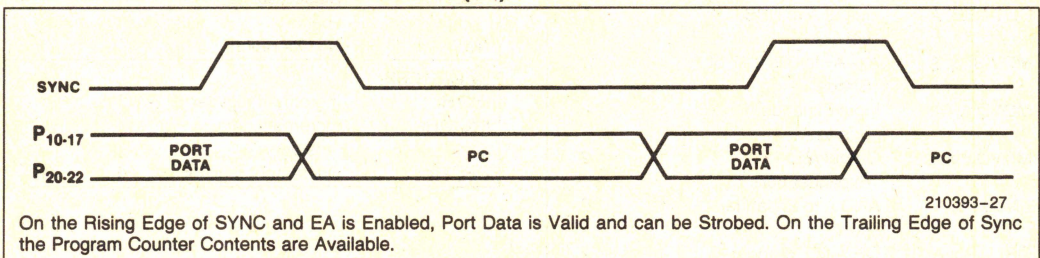 SYNC
P10-17
P20-22
PORT
DATA
PC
PORT
DATA
PC
210393–27
On the Rising Edge of SYNC and EA is Enabled, Port Data is Valid and can be Strobed. On the Trailing Edge of Sync
the Program Counter Contents are Available.